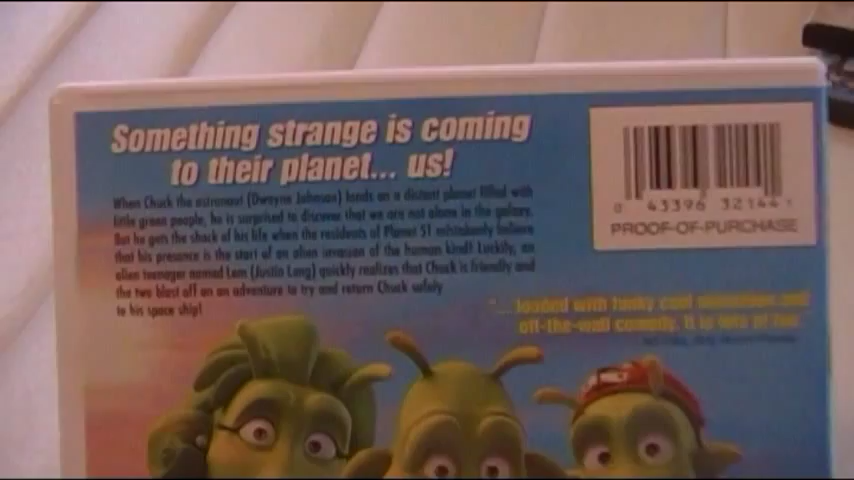 Something strange is coming
to their planet... us!
When Chuck the astronaut (Dwayne Johnson) lands on a distant planet filled with
little green people, he is surprised to discover that we are not alone in the galaxy.
But he gets the shock of his life when the residents of Planet 51 mistakenly believe
that his presence is the start of an alien invasion of the human kind! Luckily, an
alien teenager named Lem (Justin Long) quickly realizes that Chuck is friendly and
the two blast off on an adventure to try and return Chuck safely
to his space ship!
0 43396 32144 1
PROOF-OF-PURCHASE
"... loaded with funky cool animation and
off-the-wall comedy. It is lots of fun."